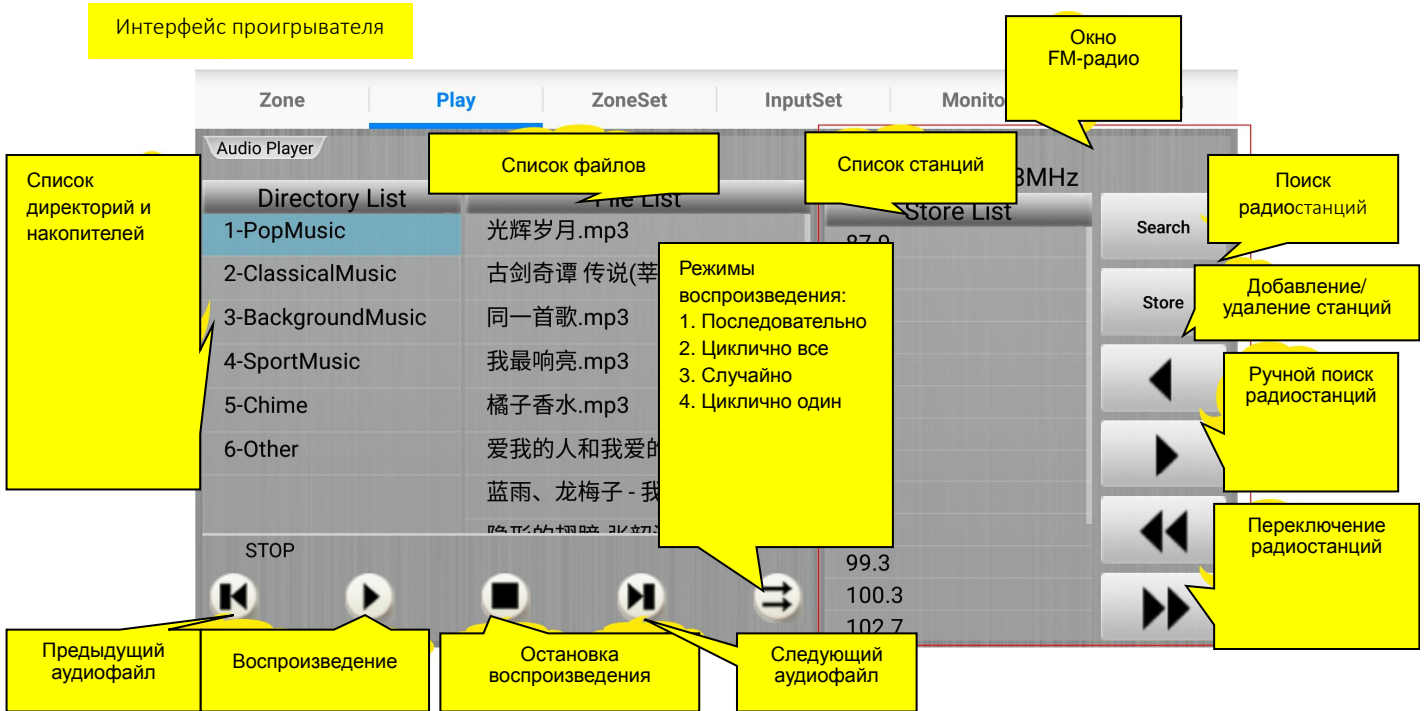 Интерфейс проигрывателя
Окно
FM-радио
Zone
Play
ZoneSet
InputSet
Audio Player
Список
директорий и
накопителей
Список файлов
Список станций
3MHz
Directory List
File List
Store List
1-PopMusic
2-ClassicalMusic
3-BackgroundMusic
4-SportMusic
5-Chime
6-Other
光辉岁月.mp3
古剑奇谭 传说(莘
同一首歌.mp3
我最响亮.mp3
橘子香水.mp3
爱我的人和我爱的
蓝雨、龙梅子 - 我
Режимы
воспроизведения:
1. Последовательно
2. Циклично все
3. Случайно
4. Циклично один
87.9
99.3
100.3
102.7
Search
Store
Поиск
радиостанций
Добавление/
удаление станций
Ручной поиск
радиостанций
Переключение
радиостанций
STOP
Предыдущий
аудиофайл
Воспроизведение
Остановка
воспроизведения
Следующий
аудиофайл